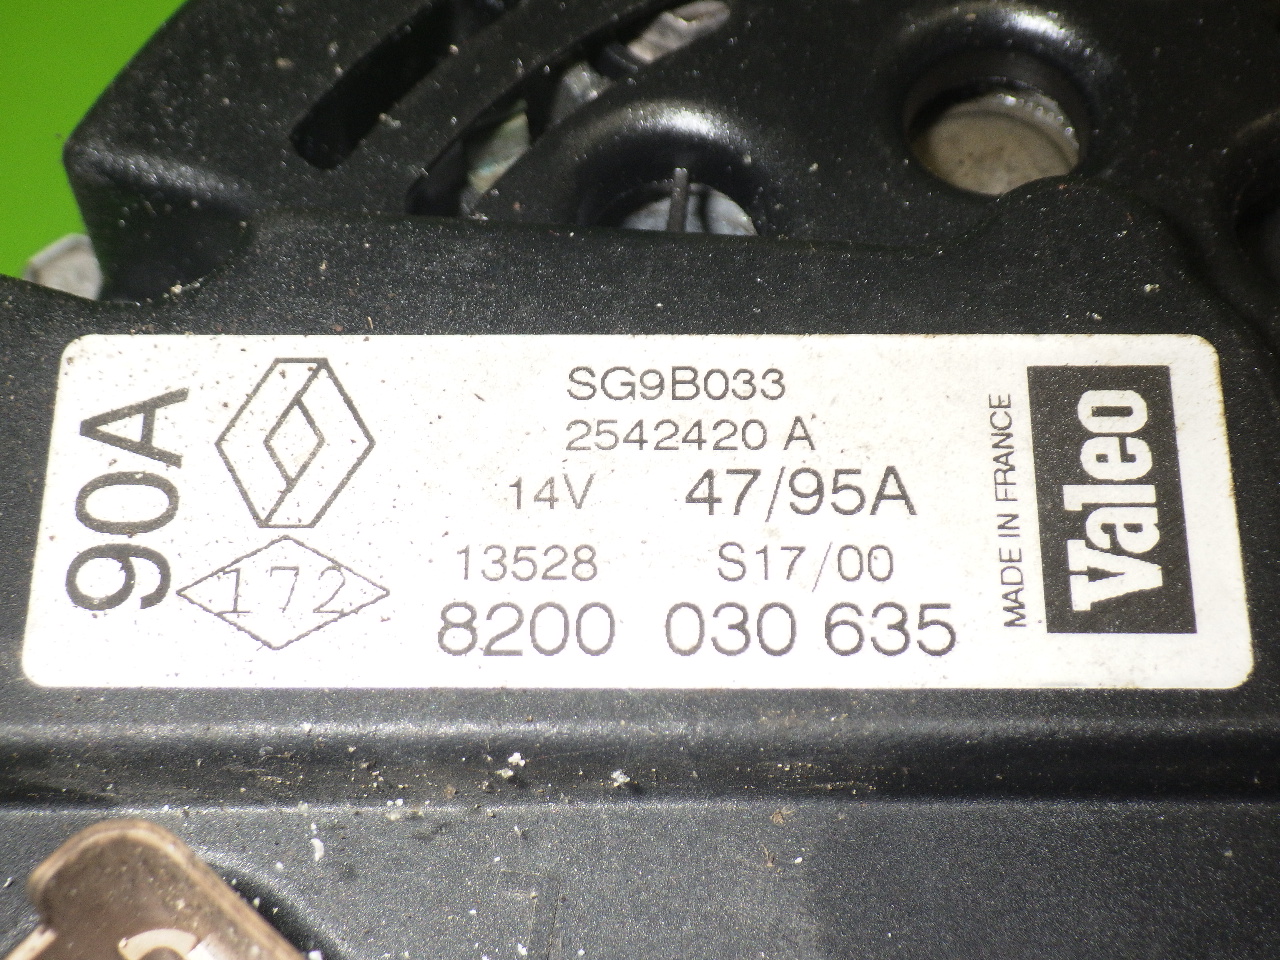 90A
172
SG9B033
2542420 A
14V 47/95A
13528 S17/00
8200 030 635
MADE IN FRANCE
Valeo